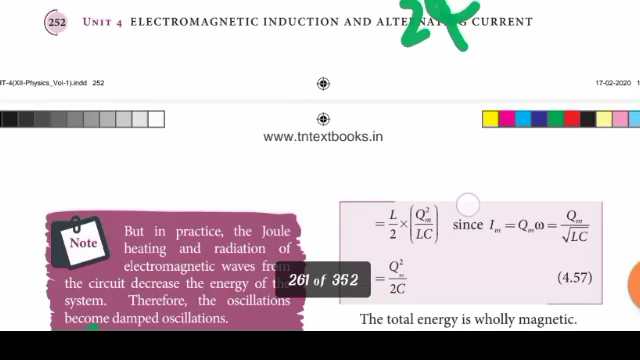 252 UNIT 4 ELECTROMAGNETIC INDUCTION AND ALTERNATING CURRENT
IT-4(XII-Physics_Vol-1).indd 252
17-02-2020 1
www.tntextbooks.in
Note
But in practice, the Joule
heating and radiation of
electromagnetic waves from
the circuit decrease the energy of the
system. Therefore, the oscillations
become damped oscillations.
= L/2 × (Q_m^2/LC) since I_m = Q_m ω = Q_m/√LC
= Q_m^2/2C (4.57)
The total energy is wholly magnetic.
261 of 352